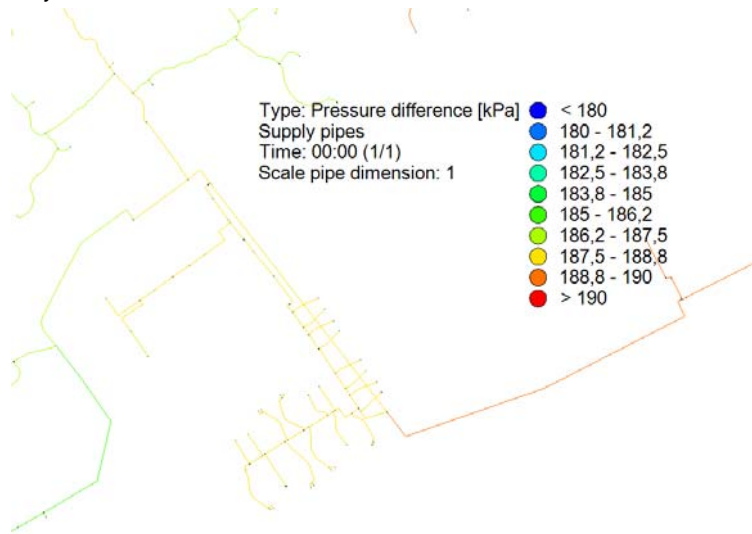 Type: Pressure difference [kPa]
Supply pipes
Time: 00:00 (1/1)
Scale pipe dimension: 1
< 180
180 - 181,2
181,2 - 182,5
182,5 - 183,8
183,8 - 185
185 - 186,2
186,2 - 187,5
187,5 - 188,8
188,8 - 190
> 190